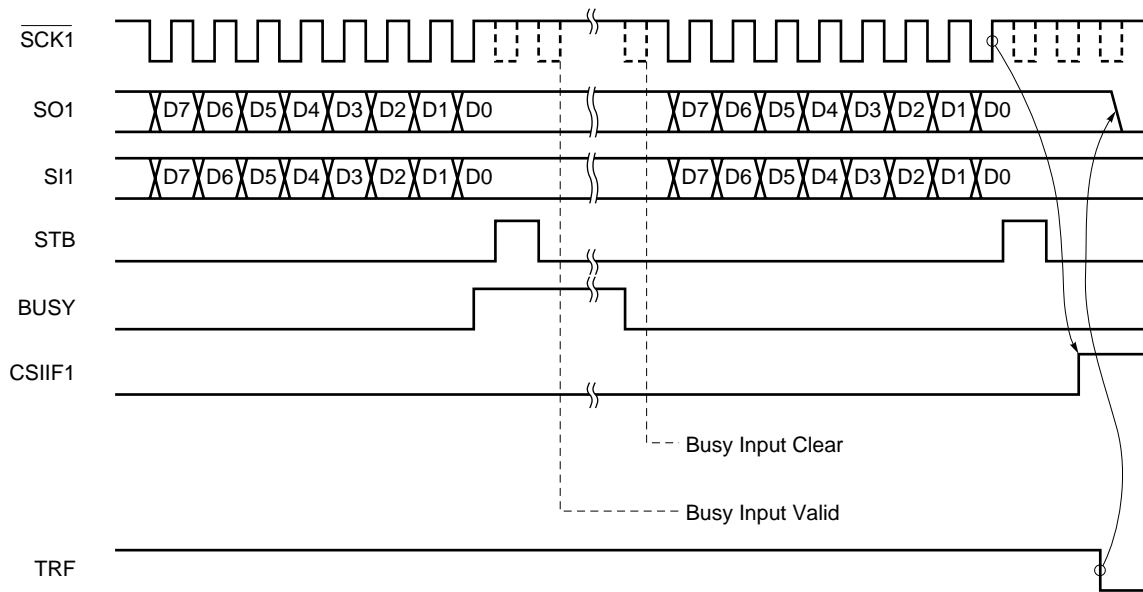 SCK1
SO1 D7 D6 D5 D4 D3 D2 D1 D0 D7 D6 D5 D4 D3 D2 D1 D0
SI1 D7 D6 D5 D4 D3 D2 D1 D0 D7 D6 D5 D4 D3 D2 D1 D0
STB
BUSY
CSIIF1
Busy Input Clear
Busy Input Valid
TRF